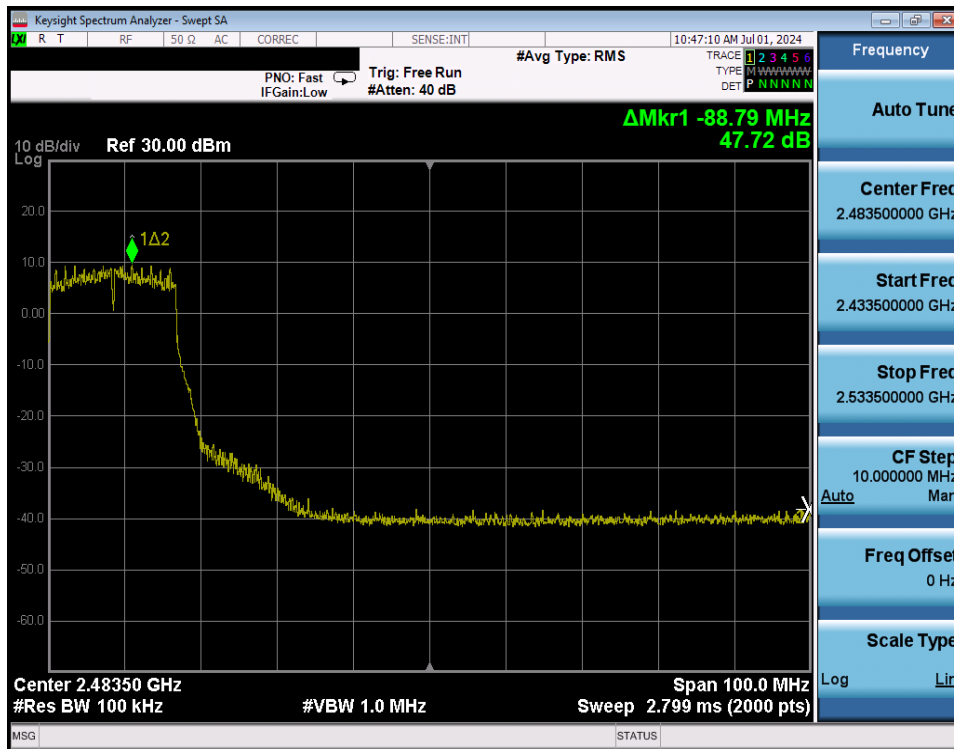 Keysight Spectrum Analyzer - Swept SA
LXI R T RF 50 Ω AC CORREC SENSE:INT 10:47:10 AM Jul 01, 2024
PNO: Fast
IFGain:Low
Trig: Free Run
#Atten: 40 dB
#Avg Type: RMS
TRACE 1 2 3 4 5 6
TYPE M W W W W W
DET P N N N N N
ΔMkr1 -88.79 MHz
47.72 dB
10 dB/div
Log
Ref 30.00 dBm
20.0
10.0
0.00
-10.0
-20.0
-30.0
-40.0
-50.0
-60.0
1Δ2
Center 2.48350 GHz
Span 100.0 MHz
#Res BW 100 kHz
#VBW 1.0 MHz
Sweep 2.799 ms (2000 pts)
MSG
STATUS
Frequency
Auto Tune
Center Freq
2.483500000 GHz
Start Freq
2.433500000 GHz
Stop Freq
2.533500000 GHz
CF Step
10.000000 MHz
Auto Man
Freq Offset
0 Hz
Scale Type
Log Lin